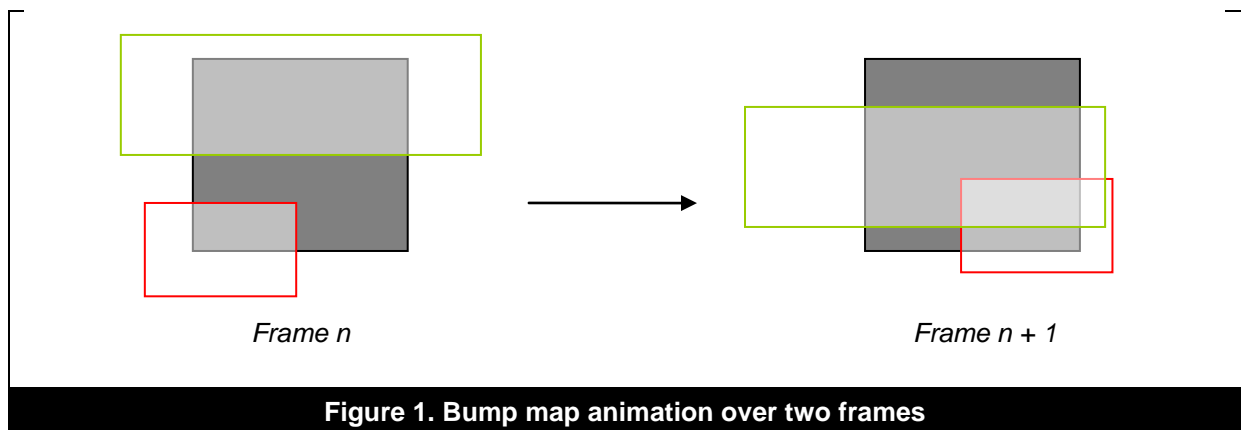 Frame n
Frame n + 1
Figure 1. Bump map animation over two frames